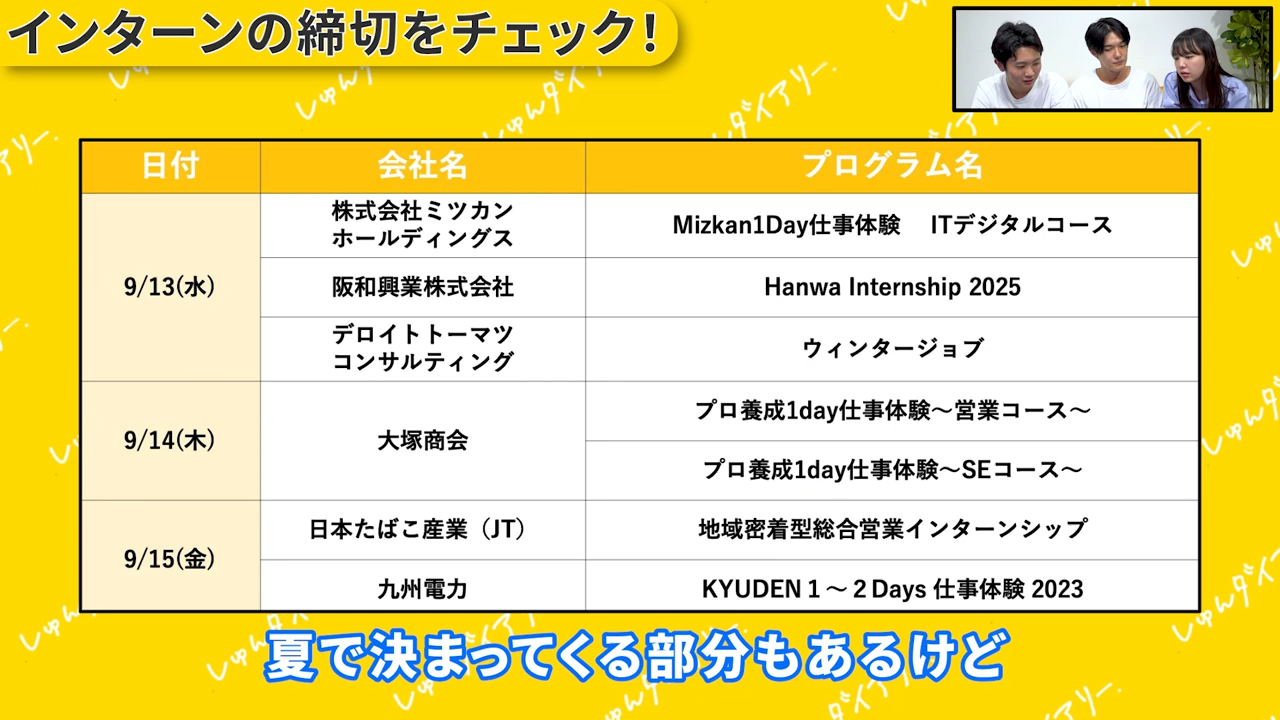 インターンの締切をチェック!
日付 会社名 プログラム名
9/13(水)
株式会社ミツカン
ホールディングス
Mizkan1Day仕事体験 ITデジタルコース
阪和興業株式会社
Hanwa Internship 2025
デロイトトーマツ
コンサルティング
ウィンタージョブ
9/14(木)
大塚商会
プロ養成1day仕事体験~営業コース~
プロ養成1day仕事体験~SEコース~
9/15(金)
日本たばこ産業(JT)
地域密着型総合営業インターンシップ
九州電力
KYUDEN 1~2 Days 仕事体験 2023
夏で決まってくる部分もあるけど
しゅんダイアリー.